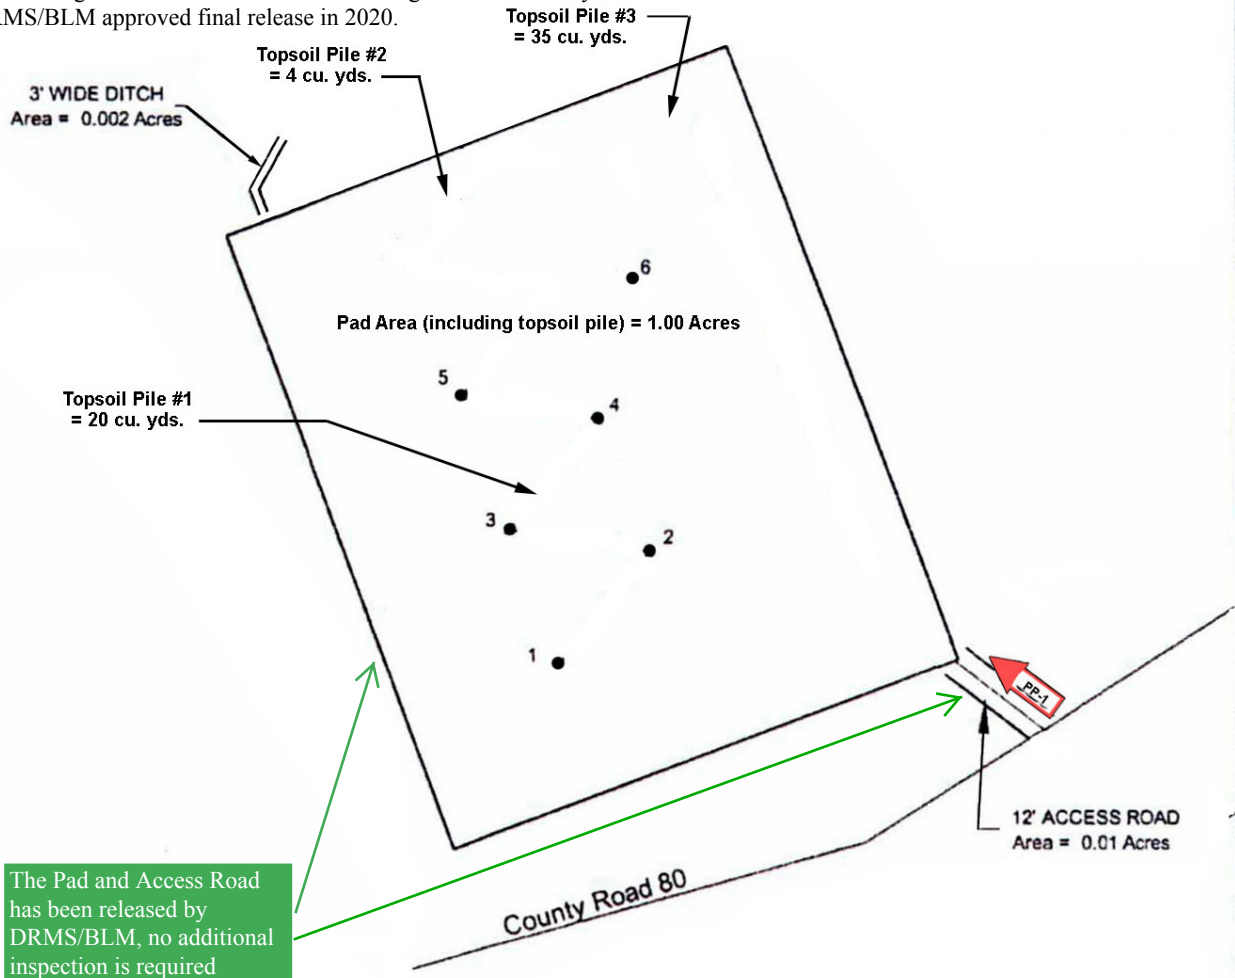 RMS/BLM approved final release in 2020.
Topsoil Pile #3
= 35 cu. yds.
Topsoil Pile #2
= 4 cu. yds.
3' WIDE DITCH
Area = 0.002 Acres
6
Pad Area (including topsoil pile) = 1.00 Acres
5
4
Topsoil Pile #1
= 20 cu. yds.
3
2
1
PP-1
12' ACCESS ROAD
Area = 0.01 Acres
County Road 80
The Pad and Access Road
has been released by
DRMS/BLM, no additional
inspection is required